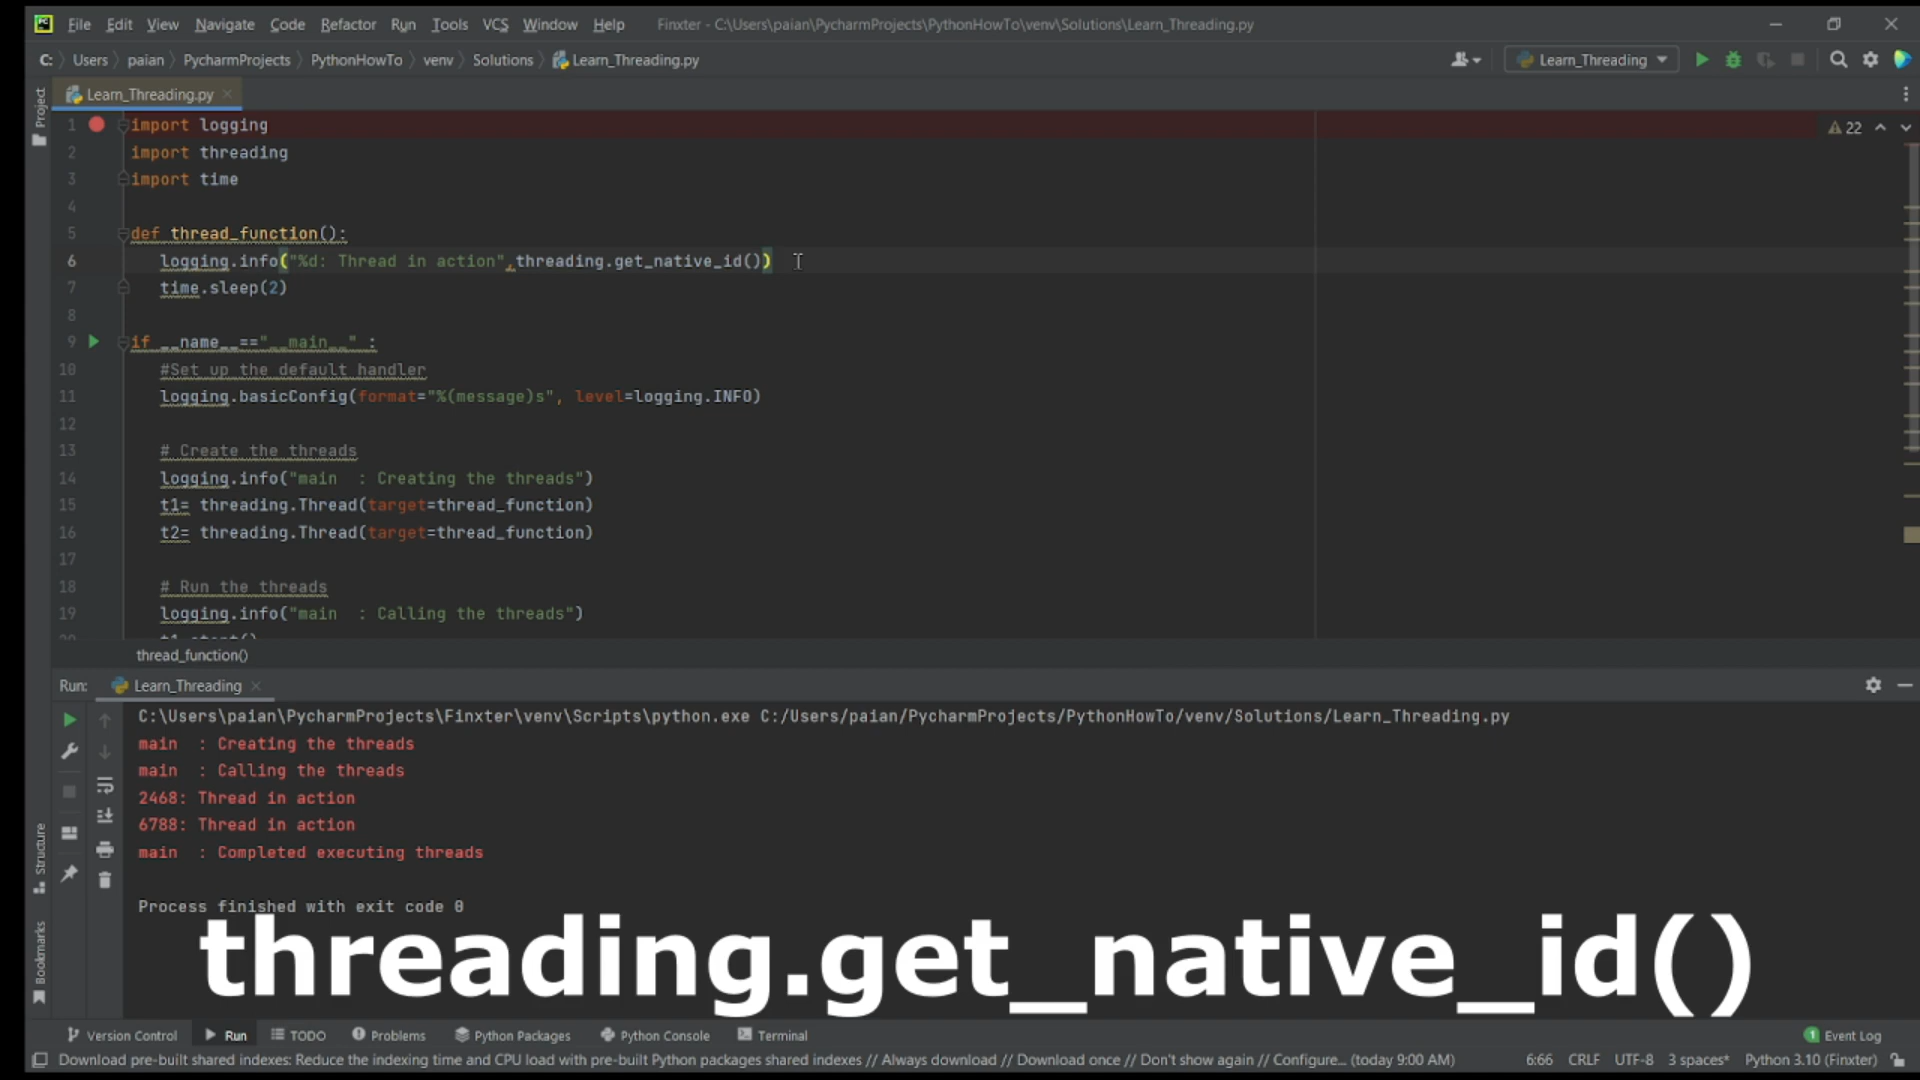 PC File Edit View Navigate Code Refactor Run Tools VCS Window Help Finxter - C:\Users\paian\PycharmProjects\PythonHowTo\venv\Solutions\Learn_Threading.py
C: Users paian PycharmProjects PythonHowTo venv Solutions Learn_Threading.py Learn_Threading
Project
Learn_Threading.py
1 import logging 22
2 import threading
3 import time
4
5 def thread_function():
6 logging.info("%d: Thread in action",threading.get_native_id())
7 time.sleep(2)
8
9 if __name__=="__main__" :
10 #Set up the default handler
11 logging.basicConfig(format="%(message)s", level=logging.INFO)
12
13 # Create the threads
14 logging.info("main  : Creating the threads")
15 t1= threading.Thread(target=thread_function)
16 t2= threading.Thread(target=thread_function)
17
18 # Run the threads
19 logging.info("main  : Calling the threads")
20 t1.start()
thread_function()
Run: Learn_Threading
C:\Users\paian\PycharmProjects\Finxter\venv\Scripts\python.exe C:/Users/paian/PycharmProjects/PythonHowTo/venv/Solutions/Learn_Threading.py
main  : Creating the threads
main  : Calling the threads
2468: Thread in action
6788: Thread in action
main  : Completed executing threads
Process finished with exit code 0
Structure
Bookmarks
threading.get_native_id()
Version Control Run TODO Problems Python Packages Python Console Terminal 1 Event Log
Download pre-built shared indexes: Reduce the indexing time and CPU load with pre-built Python packages shared indexes // Always download // Download once // Don't show again // Configure... (today 9:00 AM) 6:66 CRLF UTF-8 3 spaces* Python 3.10 (Finxter)